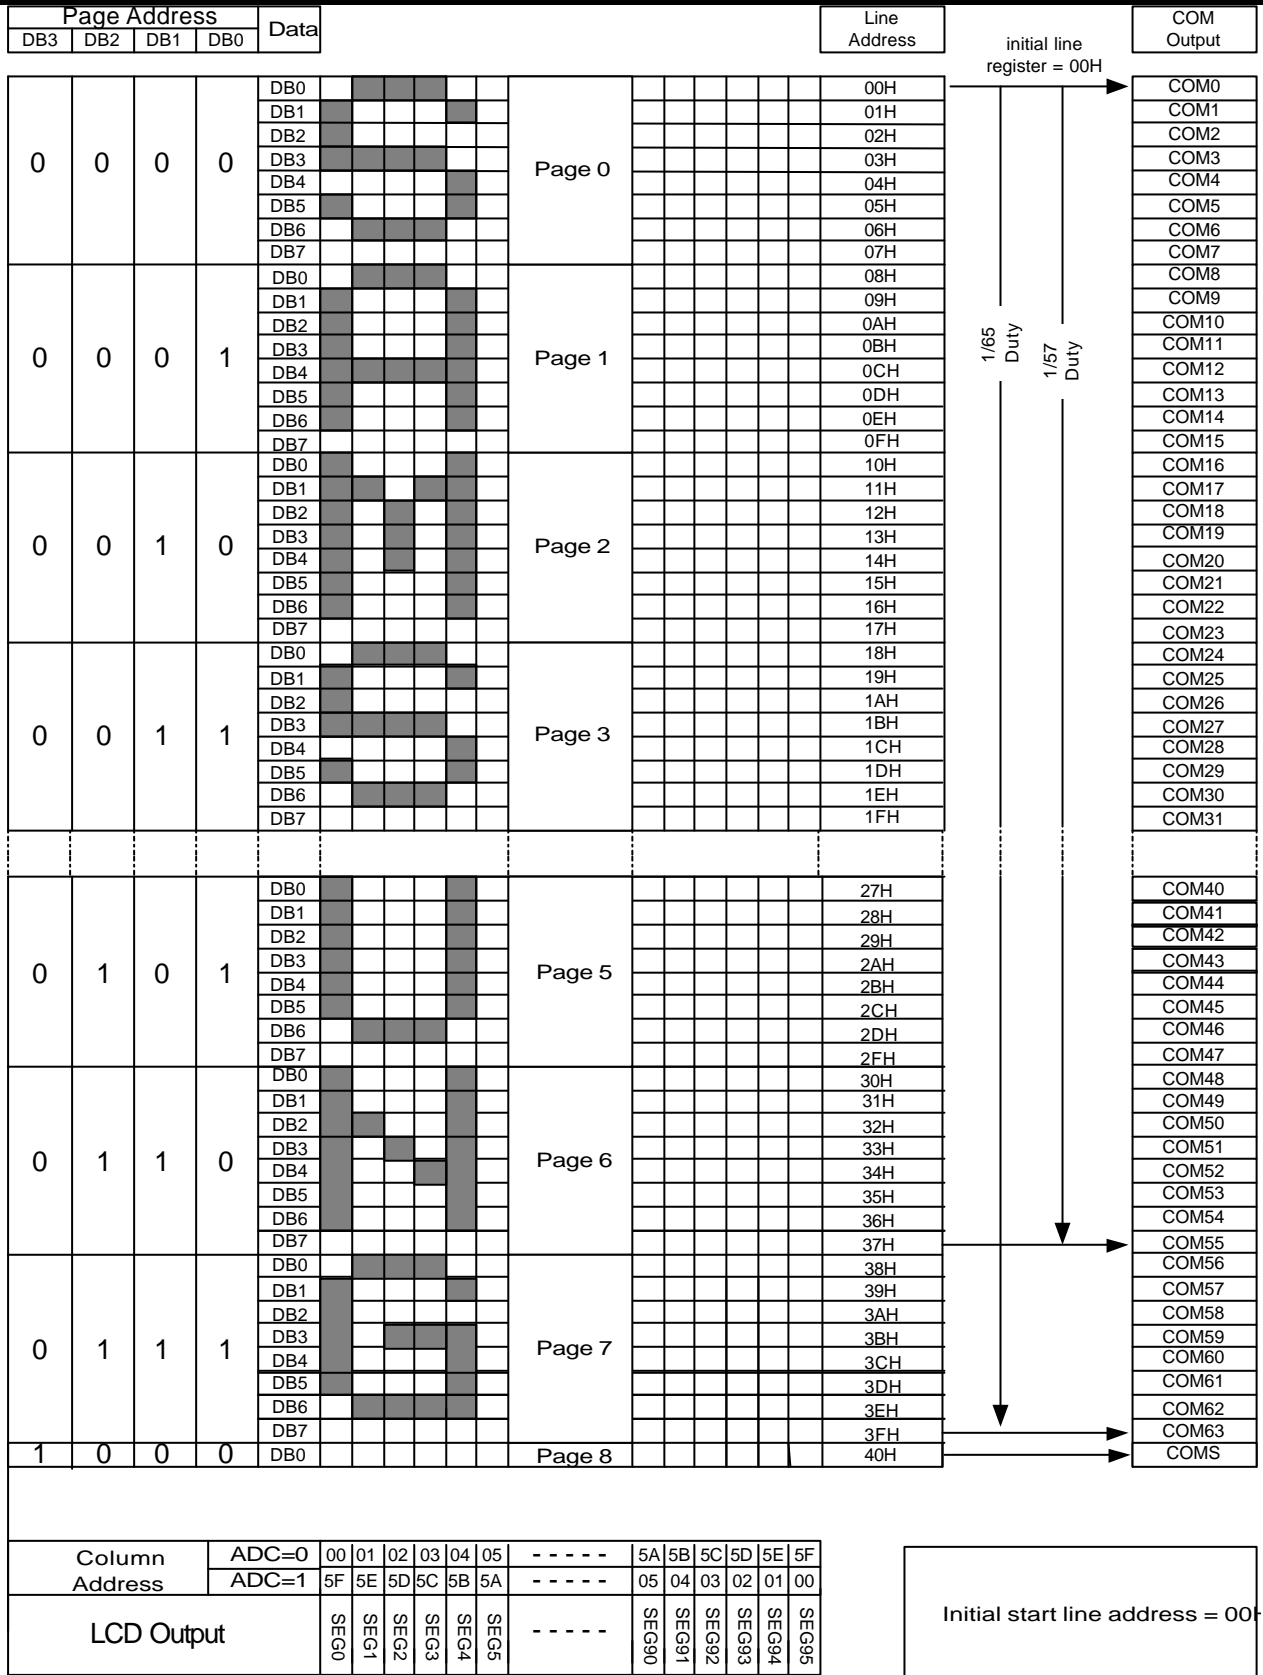 Page Address Data Line Address COM Output
DB3 DB2 DB1 DB0
initial line register = 00H
DB0 00H COM0
DB1 01H COM1
DB2 02H COM2
0 0 0 0 DB3 Page 0 03H COM3
DB4 04H COM4
DB5 05H COM5
DB6 06H COM6
DB7 07H COM7
DB0 08H COM8
DB1 09H COM9
DB2 0AH COM10
0 0 0 1 DB3 Page 1 0BH 1/65 Duty 1/57 Duty COM11
DB4 0CH COM12
DB5 0DH COM13
DB6 0EH COM14
DB7 0FH COM15
DB0 10H COM16
DB1 11H COM17
DB2 12H COM18
0 0 1 0 DB3 Page 2 13H COM19
DB4 14H COM20
DB5 15H COM21
DB6 16H COM22
DB7 17H COM23
DB0 18H COM24
DB1 19H COM25
DB2 1AH COM26
0 0 1 1 DB3 Page 3 1BH COM27
DB4 1CH COM28
DB5 1DH COM29
DB6 1EH COM30
DB7 1FH COM31
DB0 27H COM40
DB1 28H COM41
DB2 29H COM42
0 1 0 1 DB3 Page 5 2AH COM43
DB4 2BH COM44
DB5 2CH COM45
DB6 2DH COM46
DB7 2FH COM47
DB0 30H COM48
DB1 31H COM49
DB2 32H COM50
0 1 1 0 DB3 Page 6 33H COM51
DB4 34H COM52
DB5 35H COM53
DB6 36H COM54
DB7 37H COM55
DB0 38H COM56
DB1 39H COM57
DB2 3AH COM58
0 1 1 1 DB3 Page 7 3BH COM59
DB4 3CH COM60
DB5 3DH COM61
DB6 3EH COM62
DB7 3FH COM63
1 0 0 0 DB0 Page 8 40H COMS
Column Address ADC=0 00 01 02 03 04 05 - - - - - 5A 5B 5C 5D 5E 5F
ADC=1 5F 5E 5D 5C 5B 5A - - - - - 05 04 03 02 01 00
LCD Output SEG0 SEG1 SEG2 SEG3 SEG4 SEG5 - - - - - SEG90 SEG91 SEG92 SEG93 SEG94 SEG95
Initial start line address = 00H